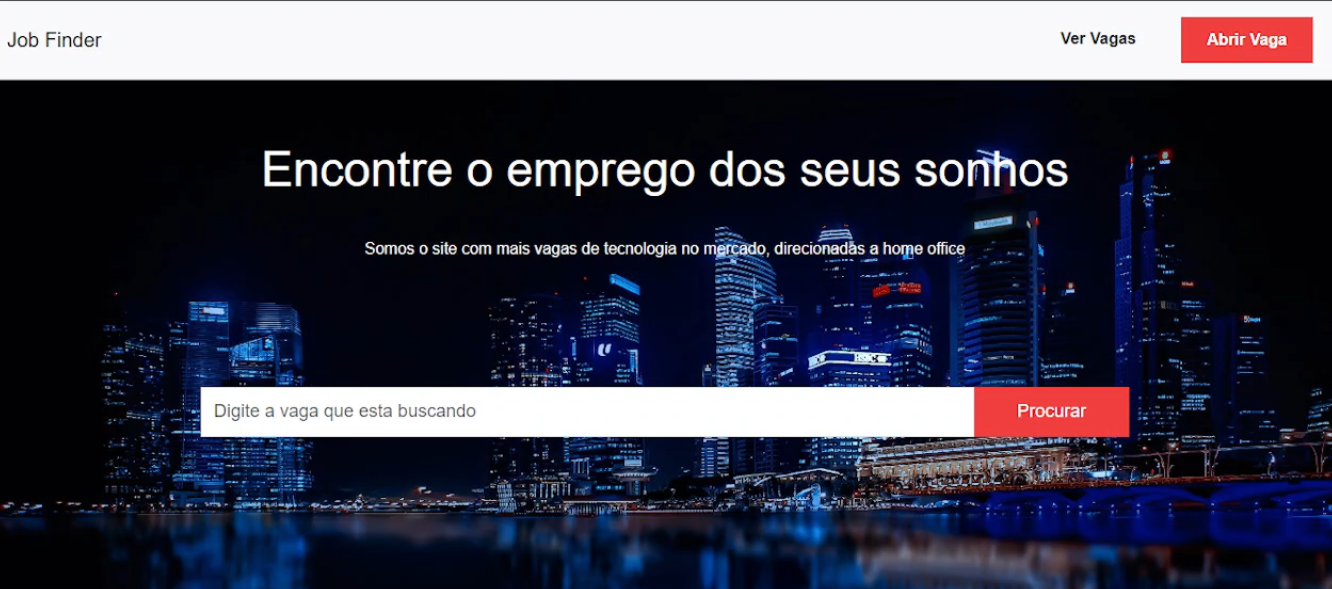 Job Finder
Ver Vagas
Abrir Vaga
Encontre o emprego dos seus sonhos
Somos o site com mais vagas de tecnologia no mercado, direcionadas a home office
HSBC
Digite a vaga que esta buscando
Procurar